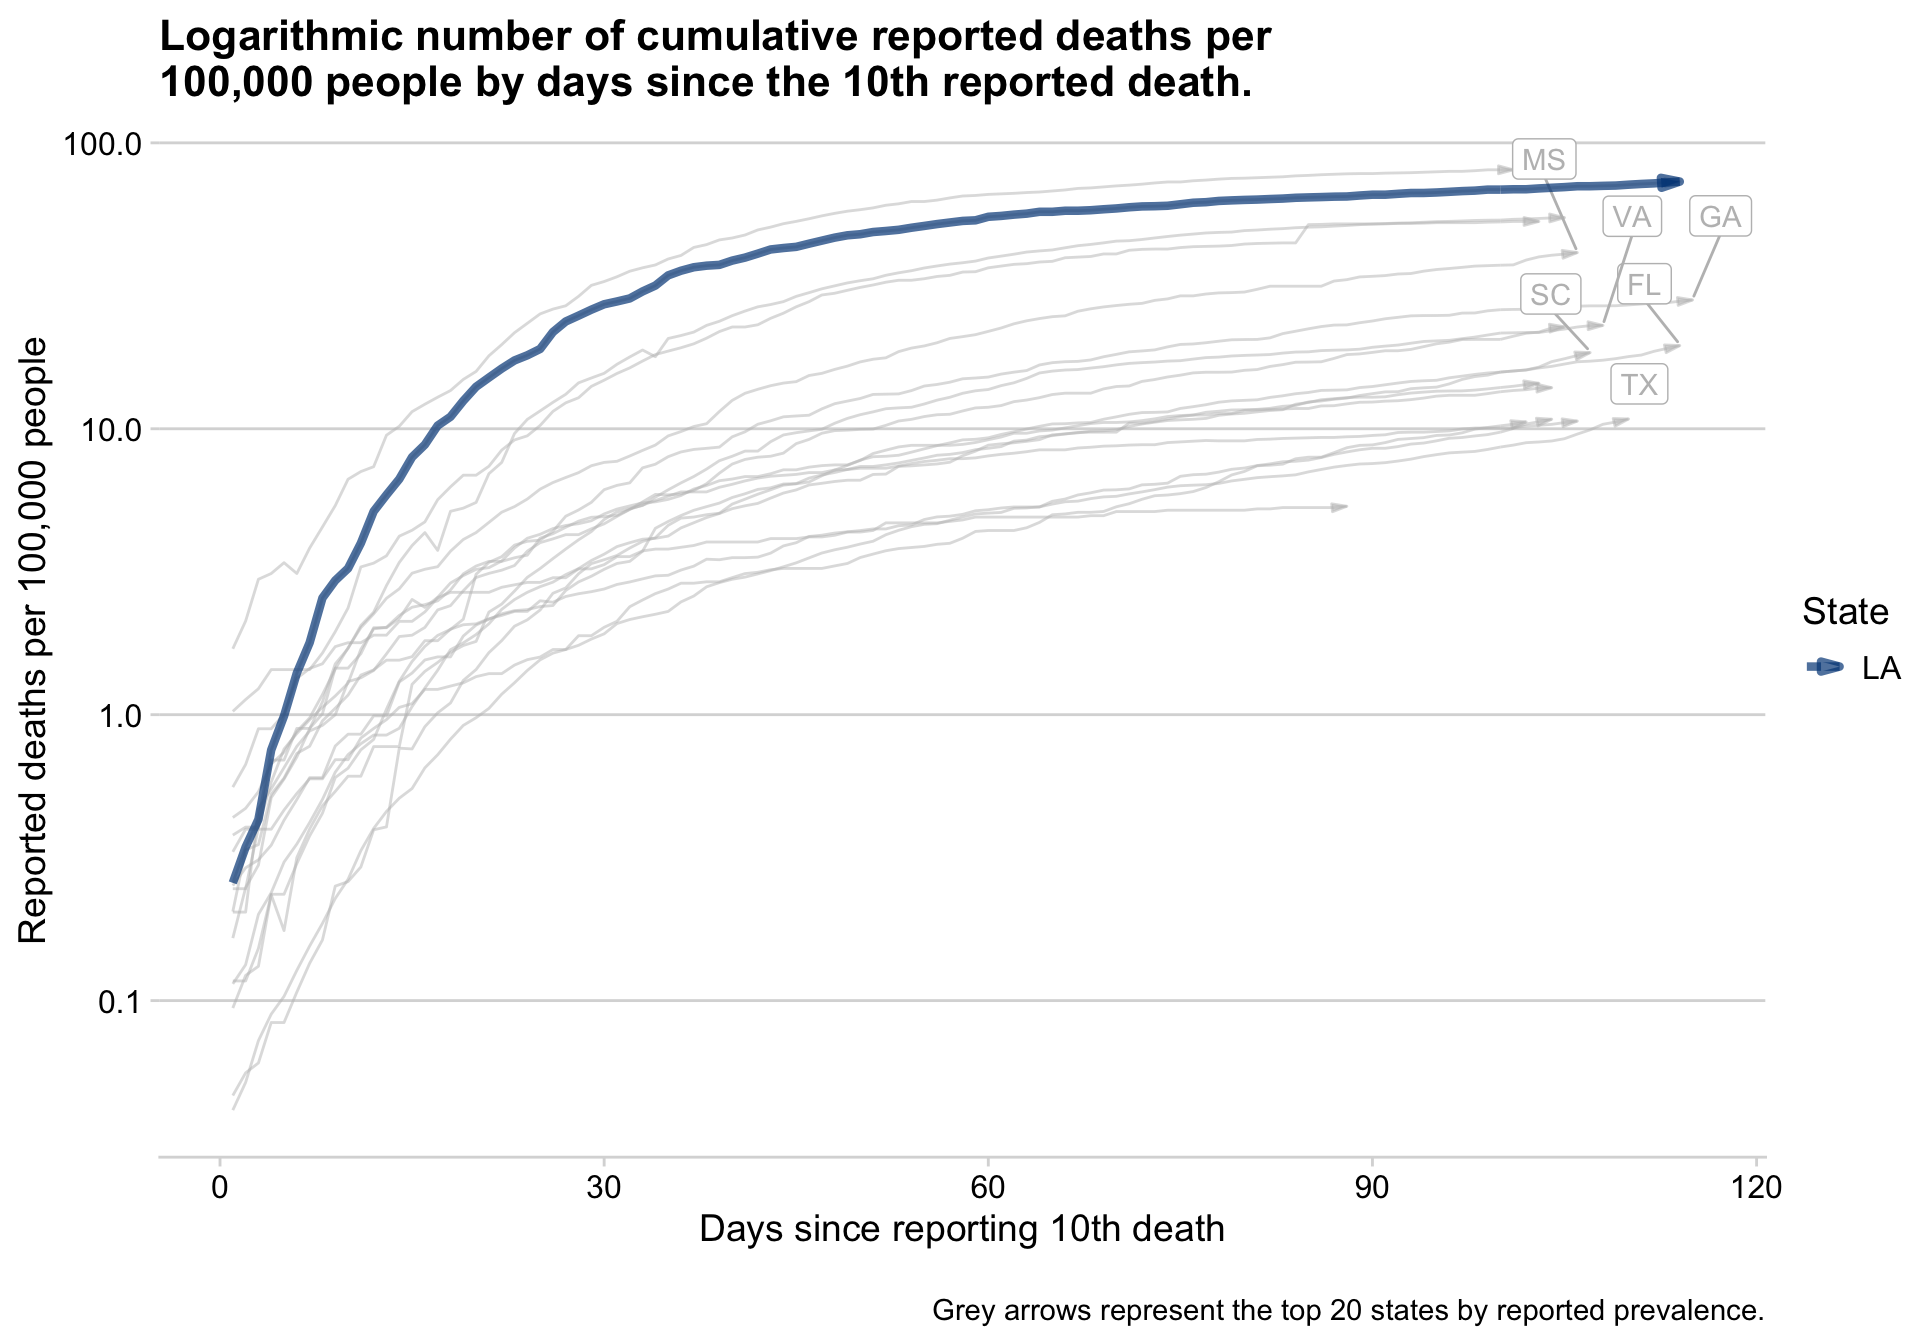 Logarithmic number of cumulative reported deaths per
100,000 people by days since the 10th reported death.
Reported deaths per 100,000 people
100.0
10.0
1.0
0.1
MS
VA
GA
SC
FL
TX
State
LA
0
30
60
90
120
Days since reporting 10th death
Grey arrows represent the top 20 states by reported prevalence.